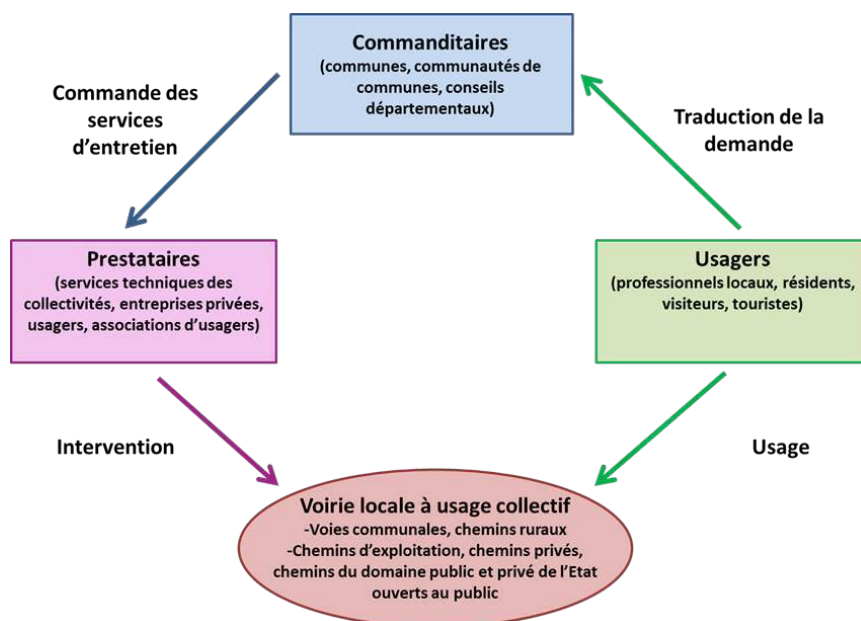 Commanditaires
(communes, communautés de
communes, conseils
départementaux)
Commande des
services
d'entretien
Traduction de la
demande
Prestataires
(services techniques des
collectivités, entreprises privées,
usagers, associations d'usagers)
Usagers
(professionnels locaux, résidents,
visiteurs, touristes)
Intervention
Usage
Voirie locale à usage collectif
-Voies communales, chemins ruraux
-Chemins d'exploitation, chemins privés,
chemins du domaine public et privé de l'Etat
ouverts au public